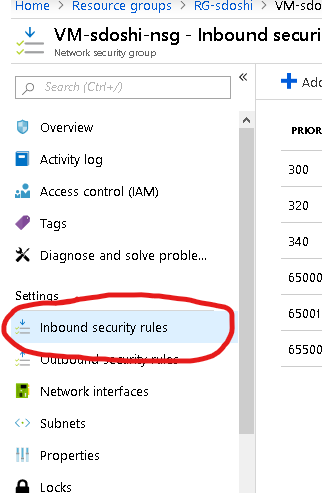 Home > Resource groups > RG-sdoshi > VM-sdo
VM-sdoshi-nsg - Inbound securi
Network security group
Search (Ctrl+/)
«
Add
Overview
Activity log
Access control (IAM)
Tags
Diagnose and solve proble...
Settings
Inbound security rules
Outbound security rules
Network interfaces
Subnets
Properties
Locks
PRIOR
300
320
340
65000
65001
65500